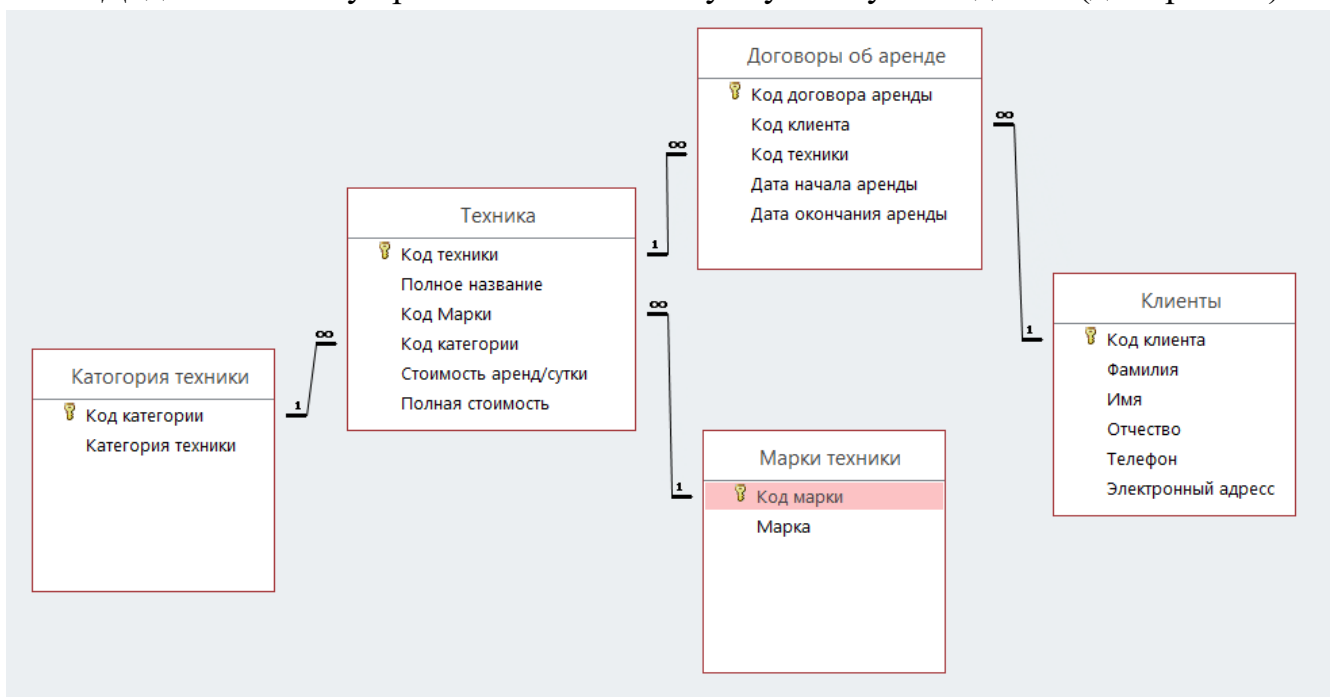 Договоры об аренде
Код договора аренды
Код клиента
Код техники
Дата начала аренды
Дата окончания аренды
∞
∞
Техника
Код техники
Полное название
Код Марки
Код категории
Стоимость аренд/сутки
Полная стоимость
1
∞
∞
Клиенты
Код клиента
Фамилия
Имя
Отчество
Телефон
Электронный адресс
1
Катогория техники
Код категории
Категория техники
1
Марки техники
Код марки
Марка
1